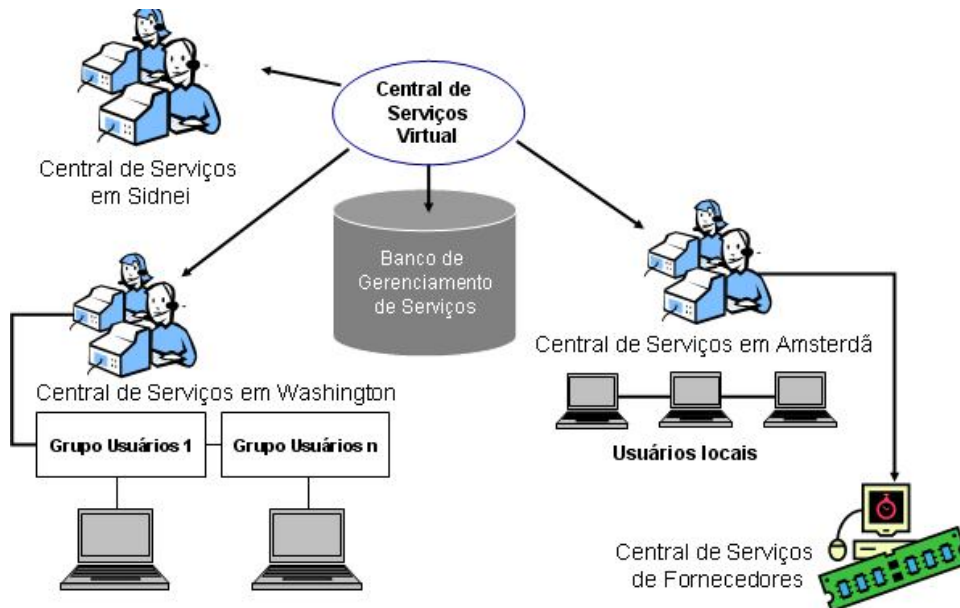 Central de
Serviços
Virtual
Central de Serviços
em Sidnei
Banco de
Gerenciamento
de Serviços
Central de Serviços em Amsterdã
Central de Serviços em Washington
Grupo Usuários 1
Grupo Usuários n
Usuários locais
Central de Serviços
de Fornecedores